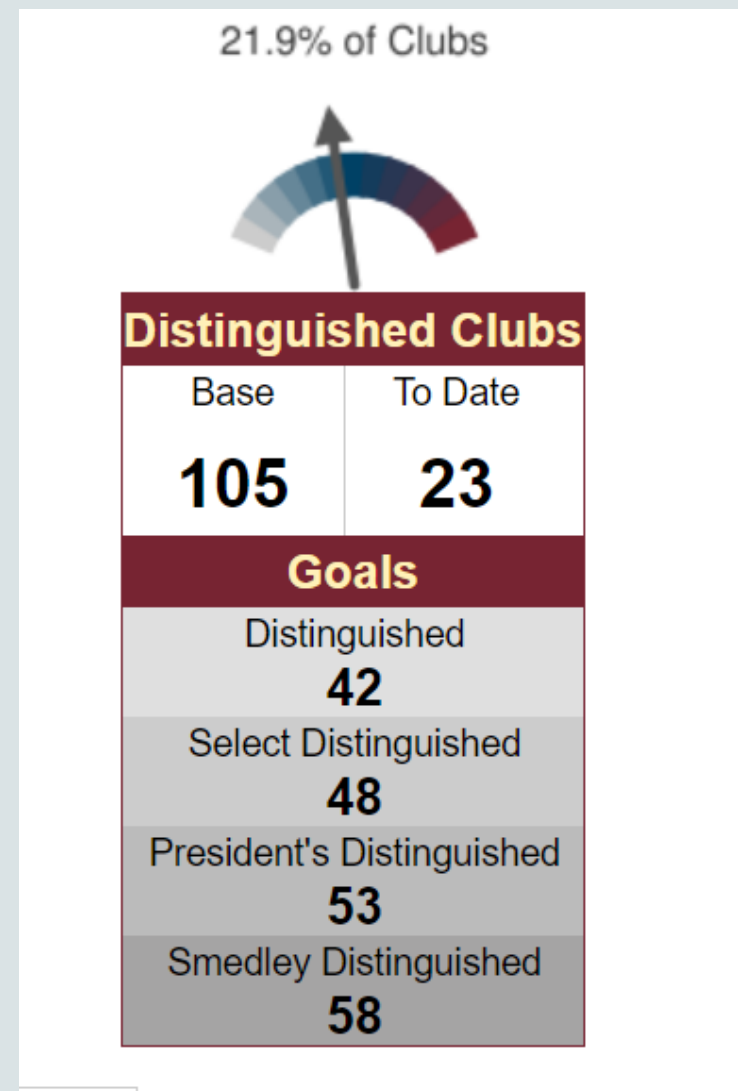 21.9% of Clubs
Distinguished Clubs
Base To Date
105 23
Goals
Distinguished
42
Select Distinguished
48
President's Distinguished
53
Smedley Distinguished
58